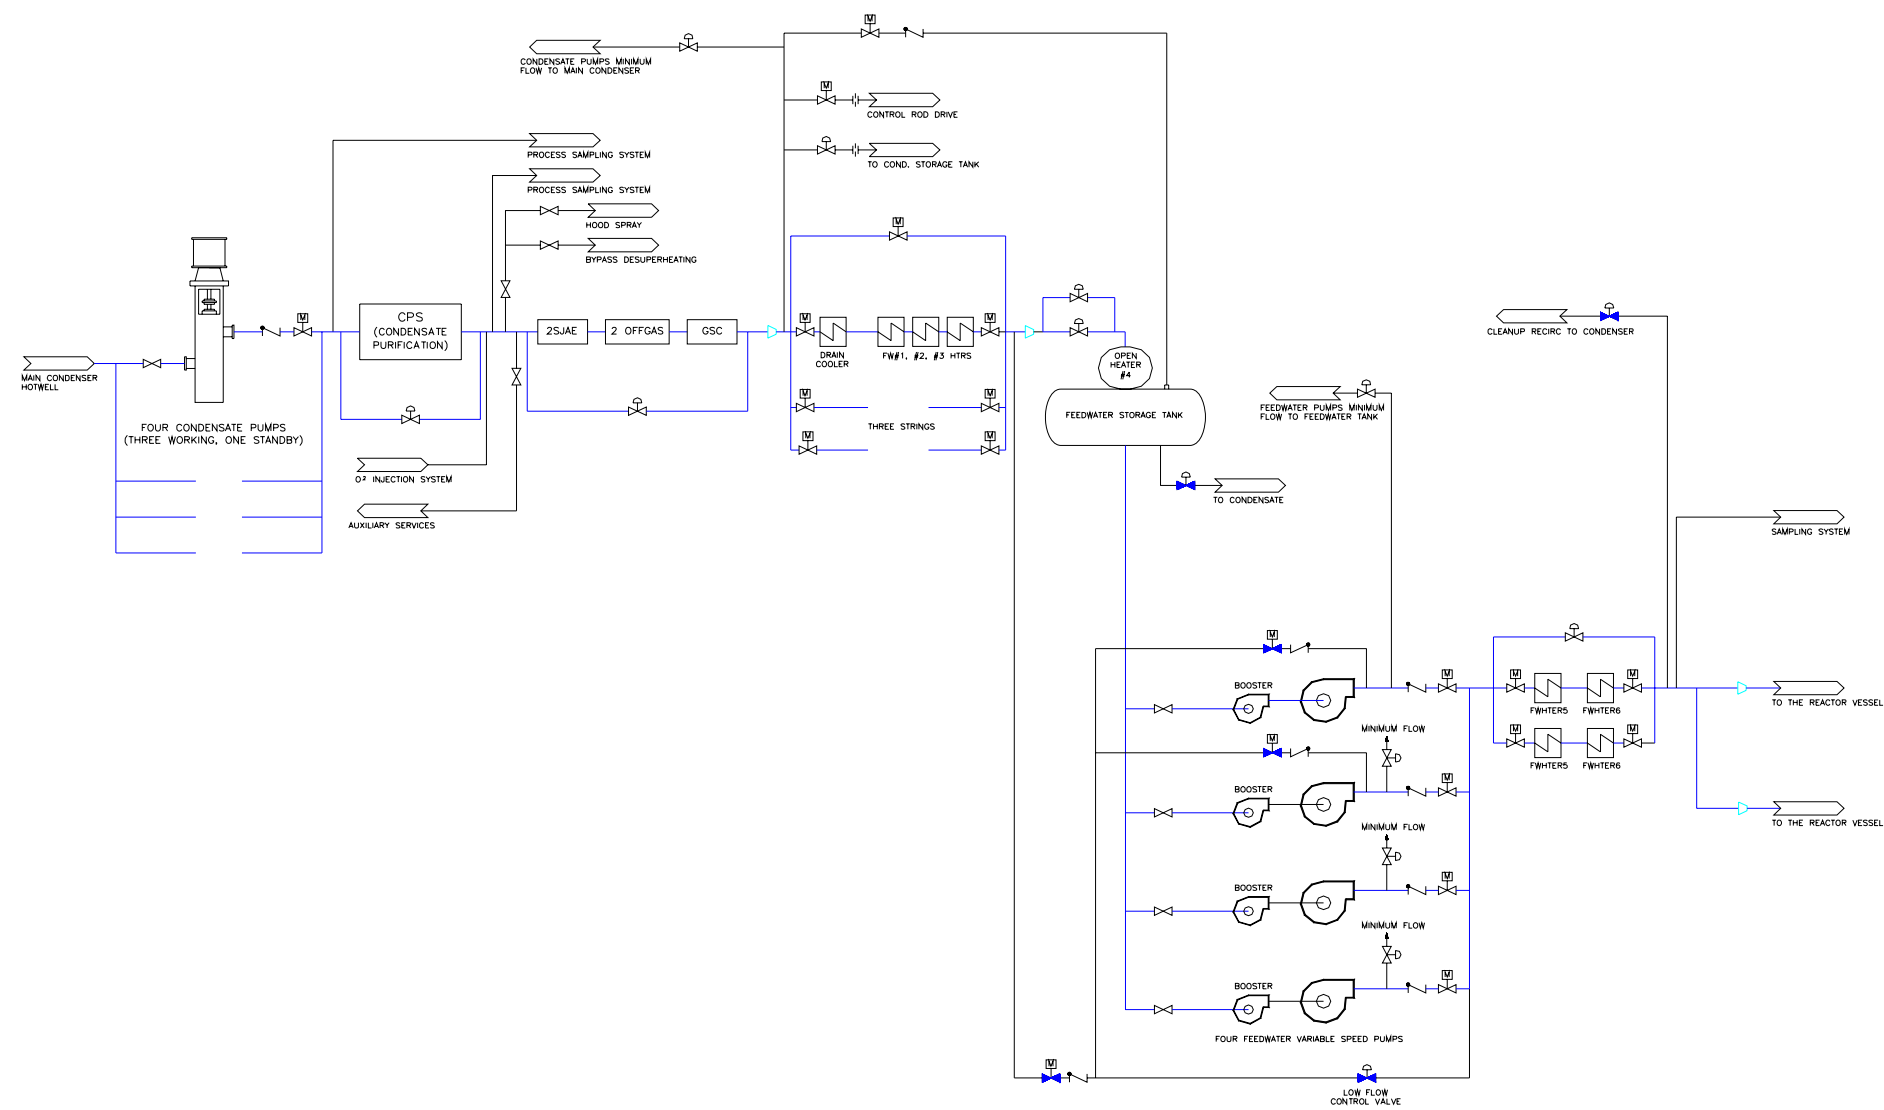 M
CONDENSATE PUMPS MINIMUM
FLOW TO MAIN CONDENSER
M
CONTROL ROD DRIVE
PROCESS SAMPLING SYSTEM
TO COND. STORAGE TANK
PROCESS SAMPLING SYSTEM
HOOD SPRAY
M
BYPASS DESUPERHEATING
M
CPS
(CONDENSATE
PURIFICATION)
2SJAE
2 OFFGAS
GSC
M
M
DRAIN
COOLER
FW#1, #2, #3 HTRS
OPEN
HEATER
#4
CLEANUP RECIRC TO CONDENSER
MAIN CONDENSER
HOTWELL
M
M
FEEDWATER STORAGE TANK
FEEDWATER PUMPS MINIMUM
FLOW TO FEEDWATER TANK
FOUR CONDENSATE PUMPS
(THREE WORKING, ONE STANDBY)
THREE STRINGS
M
M
O² INJECTION SYSTEM
TO CONDENSATE
AUXILIARY SERVICES
SAMPLING SYSTEM
M
BOOSTER
M
M
M
FWHTER5
FWHTER6
TO THE REACTOR VESSEL
MINIMUM FLOW
M
M
M
FWHTER5
FWHTER6
BOOSTER
M
TO THE REACTOR VESSEL
MINIMUM FLOW
BOOSTER
M
MINIMUM FLOW
BOOSTER
M
FOUR FEEDWATER VARIABLE SPEED PUMPS
M
LOW FLOW
CONTROL VALVE